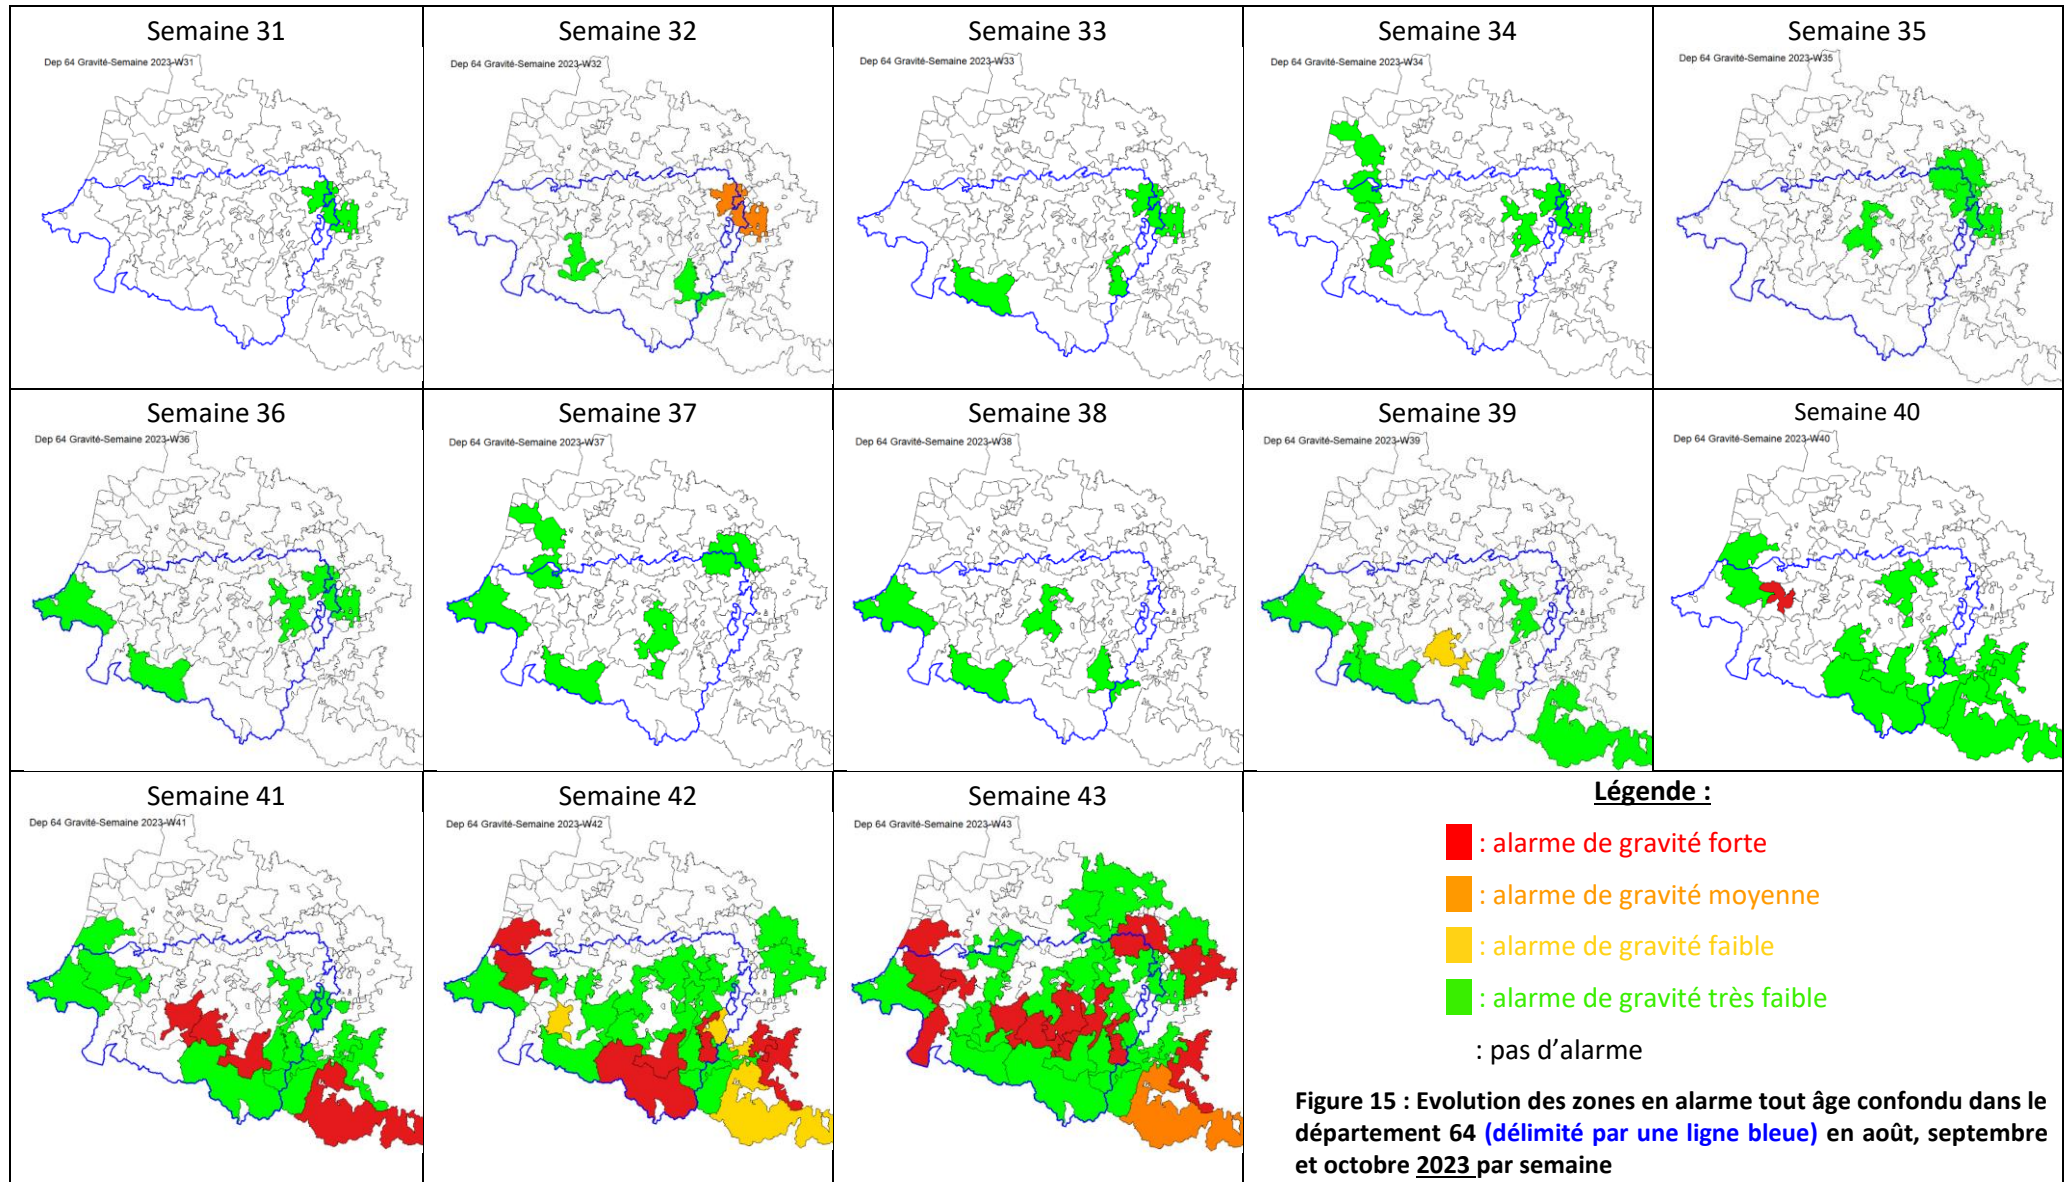 Semaine 31
Dep 64 Gravité-Semaine 2023-W31
Semaine 32
Dep 64 Gravité-Semaine 2023-W32
Semaine 33
Dep 64 Gravité-Semaine 2023-W33
Semaine 34
Dep 64 Gravité-Semaine 2023-W34
Semaine 35
Dep 64 Gravité-Semaine 2023-W35
Semaine 36
Dep 64 Gravité-Semaine 2023-W36
Semaine 37
Dep 64 Gravité-Semaine 2023-W37
Semaine 38
Dep 64 Gravité-Semaine 2023-W38
Semaine 39
Dep 64 Gravité-Semaine 2023-W39
Semaine 40
Dep 64 Gravité-Semaine 2023-W40
Semaine 41
Dep 64 Gravité-Semaine 2023-W41
Semaine 42
Dep 64 Gravité-Semaine 2023-W42
Semaine 43
Dep 64 Gravité-Semaine 2023-W43
Légende :
: alarme de gravité forte
: alarme de gravité moyenne
: alarme de gravité faible
: alarme de gravité très faible
: pas d’alarme
Figure 15 : Evolution des zones en alarme tout âge confondu dans le
département 64 (délimité par une ligne bleue) en août, septembre
et octobre 2023 par semaine